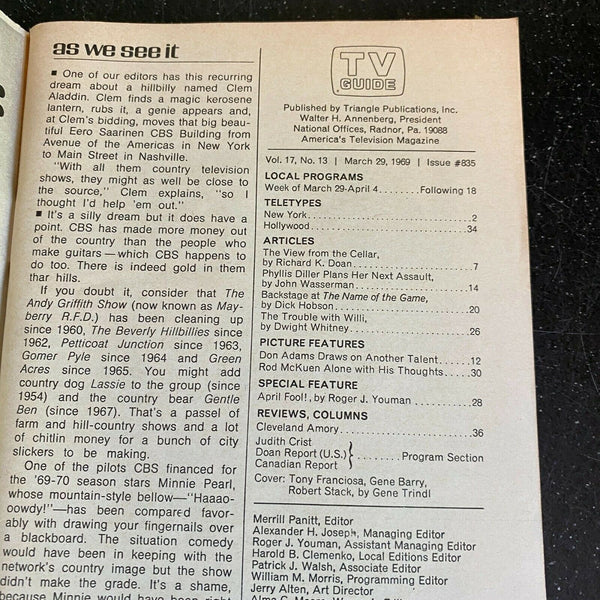 as we see it
▪ One of our editors has this recurring
dream about a hillbilly named Clem
Aladdin. Clem finds a magic kerosene
lantern, rubs it, a genie appears and,
at Clem's bidding, moves that big beau-
tiful Eero Saarinen CBS Building from
Avenue of the Americas in New York
to Main Street in Nashville.
"With all them country television
shows, they might as well be close to
the source," Clem explains, "so I
thought I'd help 'em out."
▪ It's a silly dream but it does have a
point. CBS has made more money out
of the country than the people who
make guitars—which CBS happens to
do too. There is indeed gold in them
thar hills.
If you doubt it, consider that The
Andy Griffith Show (now known as May-
berry R.F.D.) has been cleaning up
since 1960, The Beverly Hillbillies since
1962, Petticoat Junction since 1963,
Gomer Pyle since 1964 and Green
Acres since 1965. You might add
country dog Lassie to the group (since
1954) and the country bear Gentle
Ben (since 1967). That's a passel of
farm and hill-country shows and a lot
of chitlin money for a bunch of city
slickers to be making.
One of the pilots CBS financed for
the '69-70 season stars Minnie Pearl,
whose mountain-style bellow—"Haaao-
oowdy!"—has been compared favor-
ably with drawing your fingernails over
a blackboard. The situation comedy
would have been in keeping with the
network's country image but the show
didn't make the grade. It's a shame,
because Minnie would have been right
TV
GUIDE
Published by Triangle Publications, Inc.
Walter H. Annenberg, President
National Offices, Radnor, Pa. 19088
America's Television Magazine
Vol. 17, No. 13 | March 29, 1969 | Issue #835
LOCAL PROGRAMS
Week of March 29-April 4........Following 18
TELETYPES
New York....................................2
Hollywood..................................34
ARTICLES
The View from the Cellar,
by Richard K. Doan......................7
Phyllis Diller Plans Her Next Assault,
by John Wasserman.....................14
Backstage at The Name of the Game,
by Dick Hobson..........................20
The Trouble with Willi,
by Dwight Whitney......................26
PICTURE FEATURES
Don Adams Draws on Another Talent.....12
Rod McKuen Alone with His Thoughts....30
SPECIAL FEATURE
April Fool!, by Roger J. Youman..........28
REVIEWS, COLUMNS
Cleveland Amory..........................36
Judith Crist
Doan Report (U.S.) }..........Program Section
Canadian Report
Cover: Tony Franciosa, Gene Barry,
Robert Stack, by Gene Trindl
Merrill Panitt, Editor
Alexander H. Joseph, Managing Editor
Roger J. Youman, Assistant Managing Editor
Harold B. Clemenko, Local Editions Editor
Patrick J. Walsh, Associate Editor
William M. Morris, Programming Editor
Jerry Alten, Art Director